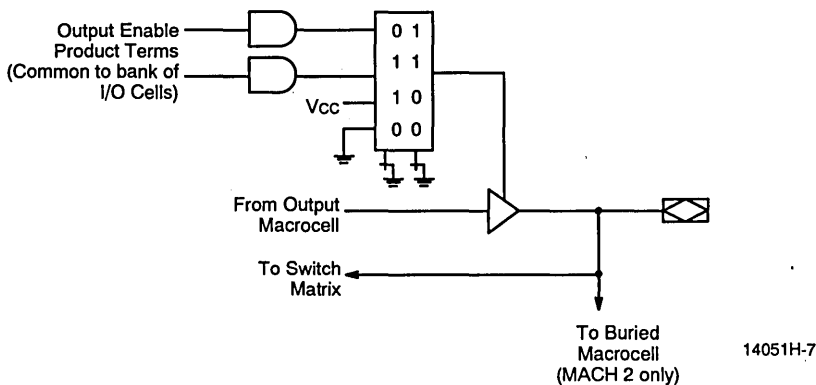 Output Enable
Product Terms
(Common to bank of
I/O Cells)
0 1
1 1
1 0
0 0
VCC
From Output
Macrocell
To Switch
Matrix
To Buried
Macrocell
(MACH 2 only)
14051H-7